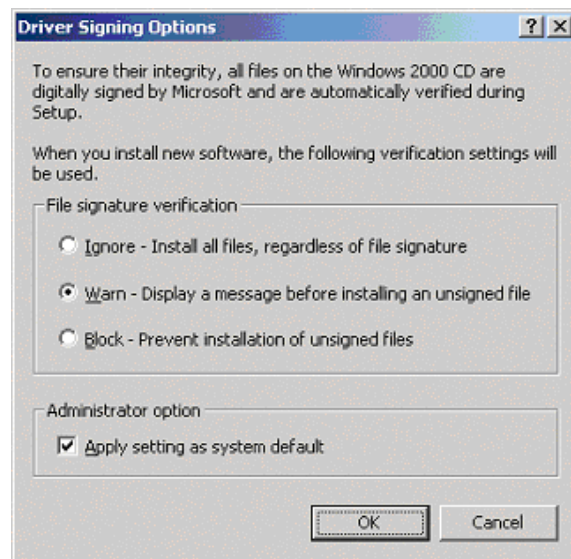 Driver Signing Options
To ensure their integrity, all files on the Windows 2000 CD are
digitally signed by Microsoft and are automatically verified during
Setup.
When you install new software, the following verification settings will
be used.
File signature verification
Ignore - Install all files, regardless of file signature
Warn - Display a message before installing an unsigned file
Block - Prevent installation of unsigned files
Administrator option
Apply setting as system default
OK
Cancel